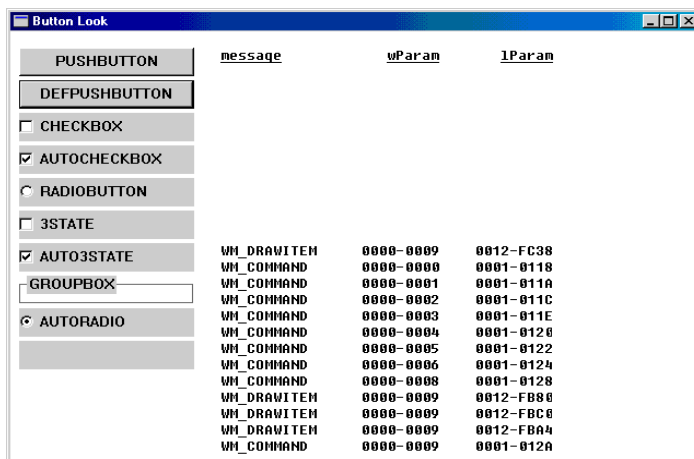 Button Look
PUSHBUTTON
DEFPUSHBUTTON
CHECKBOX
AUTOCHECKBOX
RADIOBUTTON
3STATE
AUTO3STATE
GROUPBOX
AUTORADIO
message wParam lParam
WM_DRAWITEM 0000-0009 0012-FC38
WM_COMMAND 0000-0000 0001-0118
WM_COMMAND 0000-0001 0001-011A
WM_COMMAND 0000-0002 0001-011C
WM_COMMAND 0000-0003 0001-011E
WM_COMMAND 0000-0004 0001-0120
WM_COMMAND 0000-0005 0001-0122
WM_COMMAND 0000-0006 0001-0124
WM_COMMAND 0000-0008 0001-0128
WM_DRAWITEM 0000-0009 0012-FB80
WM_DRAWITEM 0000-0009 0012-FBC0
WM_DRAWITEM 0000-0009 0012-FBA4
WM_COMMAND 0000-0009 0001-012A